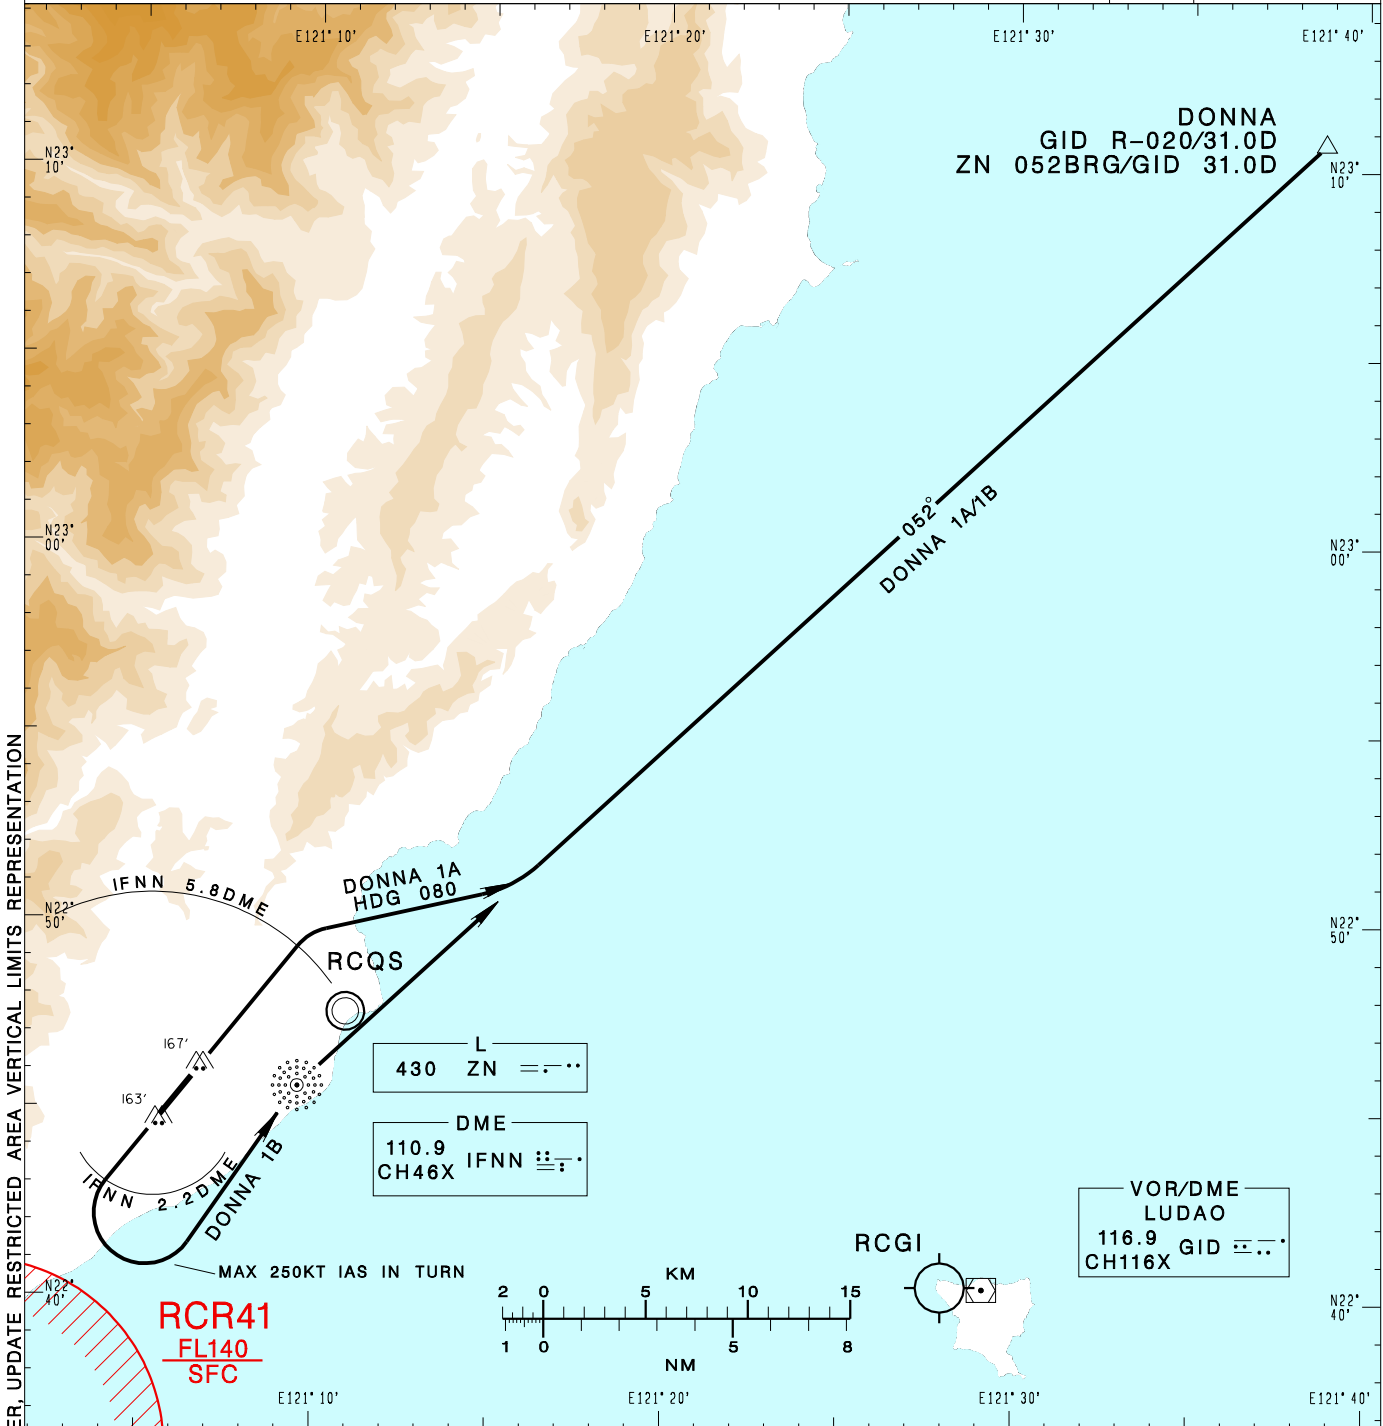 E121° 10'
E121° 20'
E121° 30'
E121° 40'
DONNA
GID R-020/31.0D
ZN 052BRG/GID 31.0D
N23°
10'
N23°
10'
052°
DONNA 1A/1B
N23°
00'
N23°
00'
ER, UPDATE RESTRICTED AREA VERTICAL LIMITS REPRESENTATION
IFNN 5.8DME
DONNA 1A
HDG 080
N22°
50'
N22°
50'
RCQS
167'
163'
L
430 ZN
DME
110.9
CH46X
IFNN
IFNN 2.2DME
DONNA 1B
MAX 250KT IAS IN TURN
VOR/DME
LUDAO
116.9
CH116X
GID
RCGI
N22°
40'
N22°
40'
RCR41
FL140
SFC
KM
2 0 5 10 15
1 0 5 8
NM
E121° 10'
E121° 20'
E121° 30'
E121° 40'